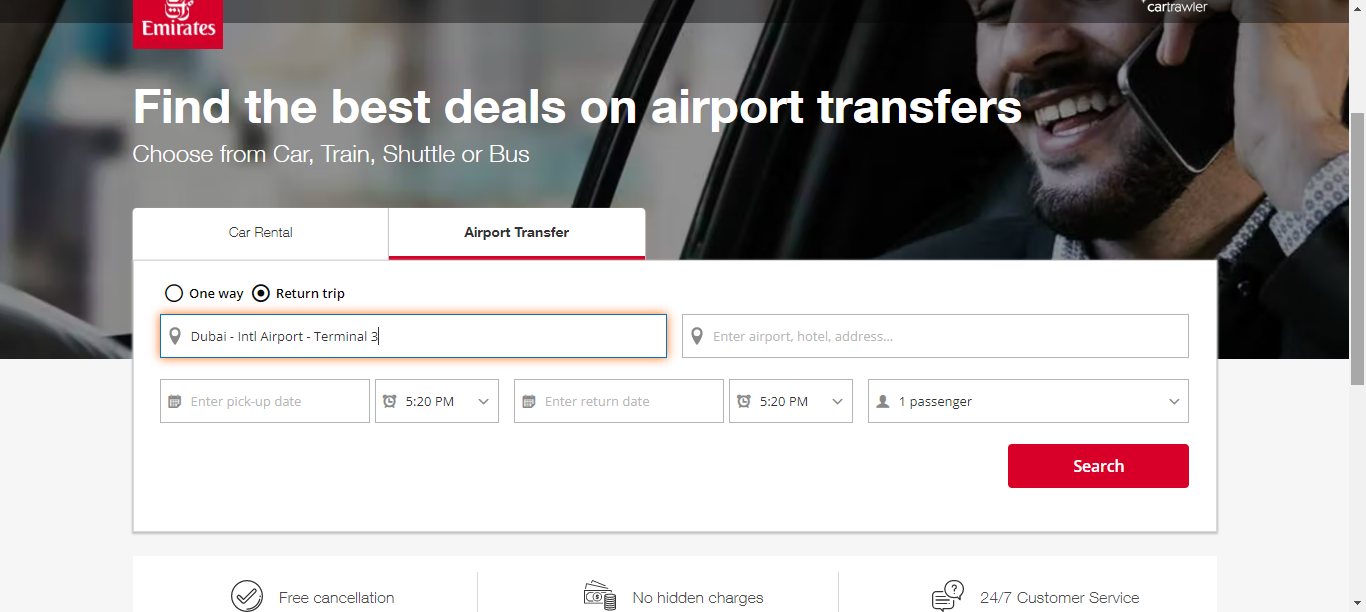 cartrawler
Emirates
Find the best deals on airport transfers
Choose from Car, Train, Shuttle or Bus
Car Rental
Airport Transfer
One way
Return trip
Dubai - Intl Airport - Terminal 3
Enter airport, hotel, address...
Enter pick-up date
5:20 PM
Enter return date
5:20 PM
1 passenger
Search
Free cancellation
No hidden charges
24/7 Customer Service